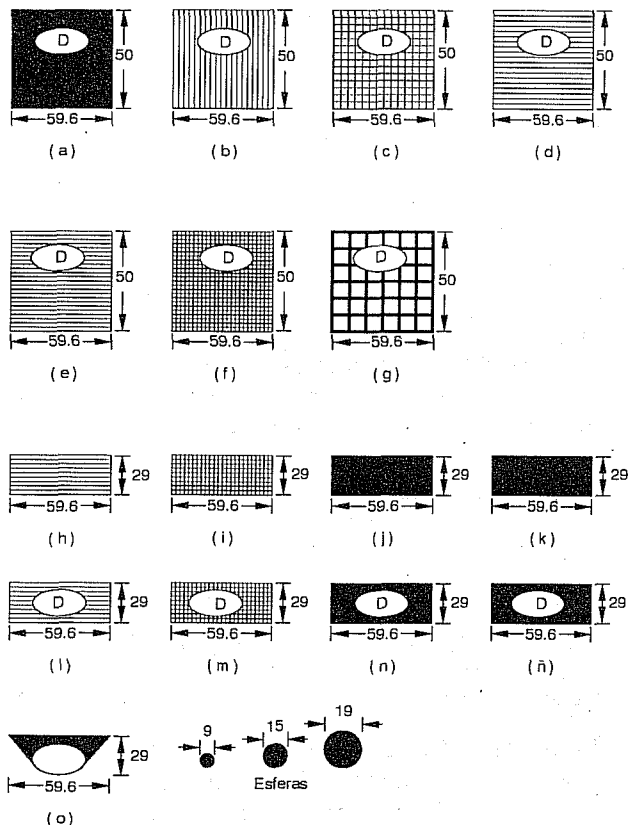 D D D D
50 50 50 50
59.6 59.6 59.6 59.6
(a) (b) (c) (d)
D D D
50 50 50
59.6 59.6 59.6
(e) (f) (g)
29 29 29 29
59.6 59.6 59.6 59.6
(h) (i) (j) (k)
D D D D
29 29 29 29
59.6 59.6 59.6 59.6
(l) (m) (n) (ñ)
9 15 19
29
59.6 Esferas
(o)